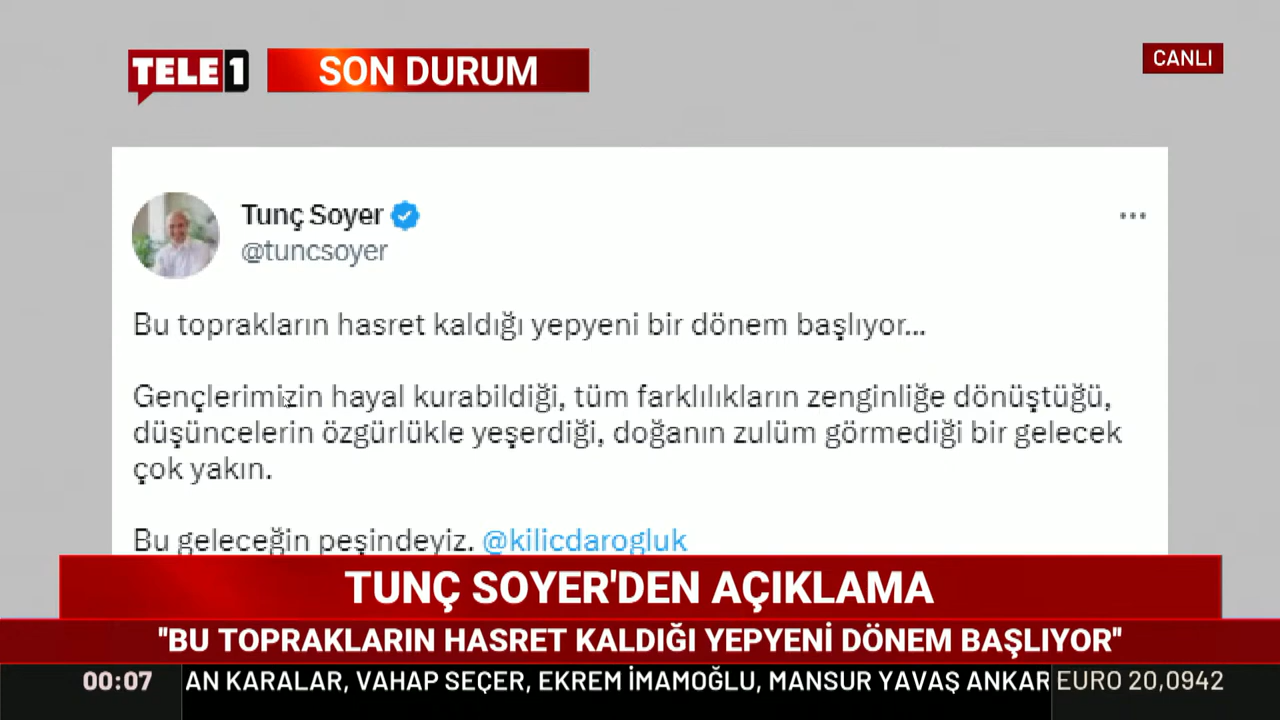 TELE1
SON DURUM
CANLI
Tunç Soyer
@tuncsoyer
Bu toprakların hasret kaldığı yepyeni bir dönem başlıyor...
Gençlerimizin hayal kurabildiği, tüm farklılıkların zenginliğe dönüştüğü,
düşüncelerin özgürlükle yeşerdiği, doğanın zulüm görmediği bir gelecek
çok yakın.
Bu geleceğin peşindeyiz. @kilicdarogluk
TUNÇ SOYER'DEN AÇIKLAMA
"BU TOPRAKLARIN HASRET KALDIĞI YEPYENİ DÖNEM BAŞLIYOR"
00:07 AN KARALAR, VAHAP SEÇER, EKREM İMAMOĞLU, MANSUR YAVAŞ ANKAR EURO 20,0942